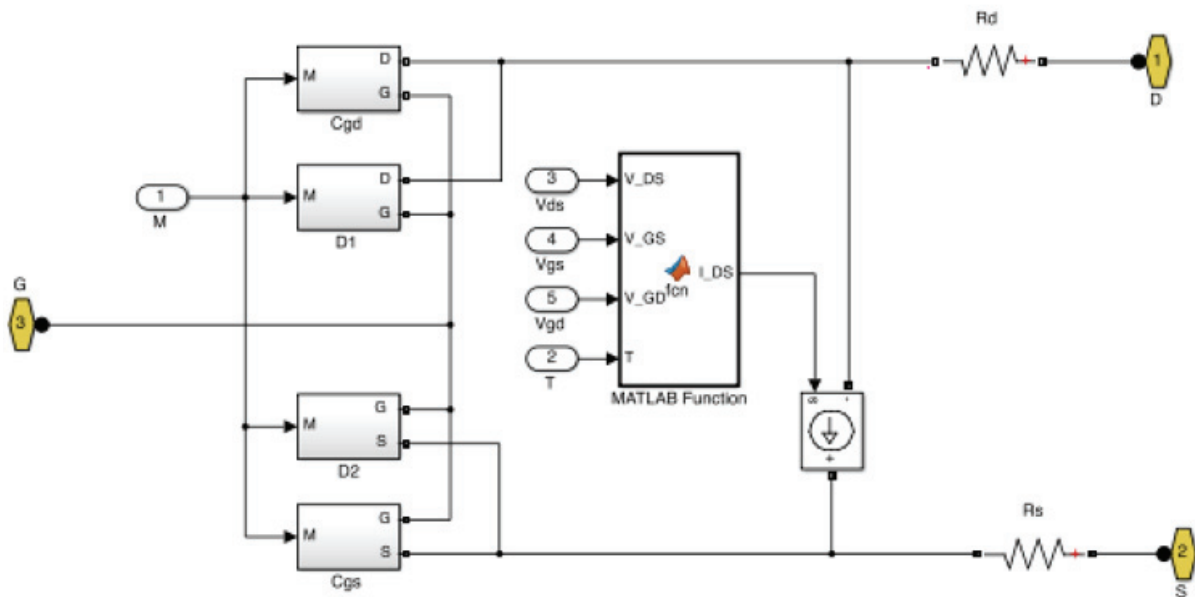 Rd
1
D
M
D
G
Cgd
M
D
G
D1
1
M
3
Vds
4
Vgs
5
Vgd
2
T
V_DS
V_GS
V_GD
T
fcn
I_DS
MATLAB Function
G
3
M
G
S
D2
M
G
S
Cgs
-
+
Rs
+
+
2
S